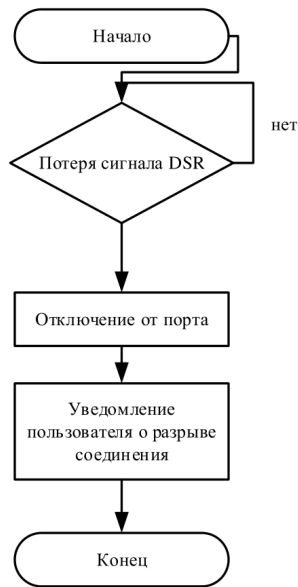 Начало
нет
Потеря сигнала DSR
Отключение от порта
Уведомление
пользователя о разрыве
соединения
Конец